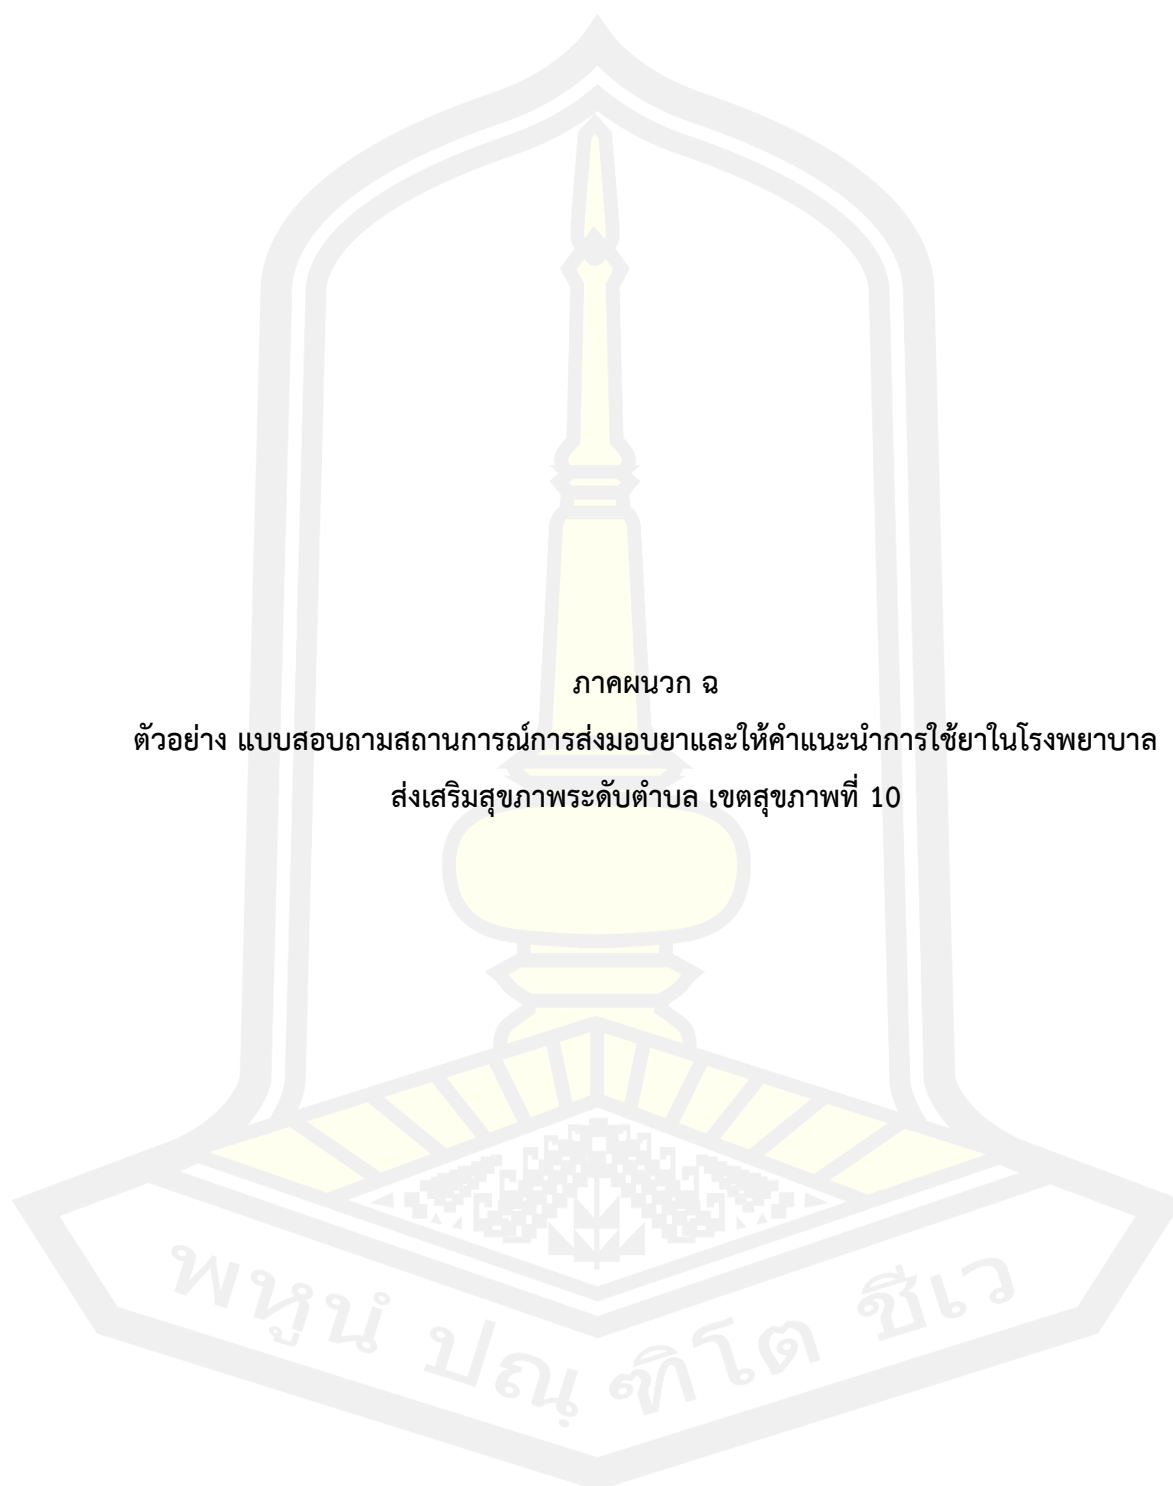 ภาคผนวก ฉ
ตัวอย่าง แบบสอบถามสถานการณ์การส่งมอบยาและให้คำแนะนำการใช้ยาในโรงพยาบาล
ส่งเสริมสุขภาพระดับตำบล เขตสุขภาพที่ 10
พหูนํ ปณฺ ฑิโต ชีเว